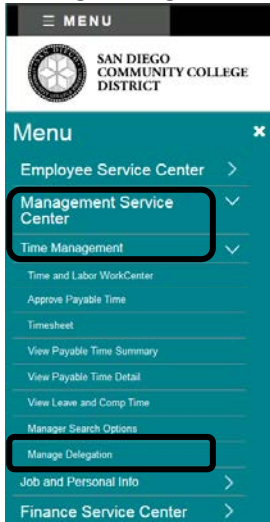 ☰ MENU
SAN DIEGO
COMMUNITY COLLEGE
DISTRICT
Menu ×
Employee Service Center >
Management Service
Center
Time Management
Time and Labor WorkCenter
Approve Payable Time
Timesheet
View Payable Time Summary
View Payable Time Detail
View Leave and Comp Time
Manager Search Options
Manage Delegation
Job and Personal Info >
Finance Service Center >